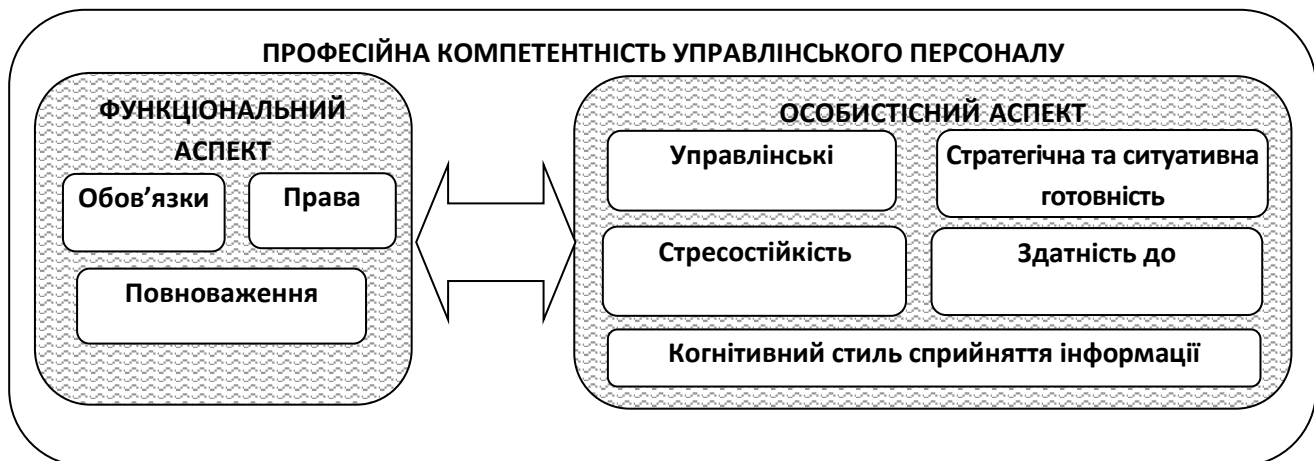 ПРОФЕСІЙНА КОМПЕТЕНТНІСТЬ УПРАВЛІНСЬКОГО ПЕРСОНАЛУ
ФУНКЦІОНАЛЬНИЙ
АСПЕКТ
Обов’язки
Права
Повноваження
ОСОБИСТІСНИЙ АСПЕКТ
Управлінські
Стратегічна та ситуативна
готовність
Стресостійкість
Здатність до
Когнітивний стиль сприйняття інформації